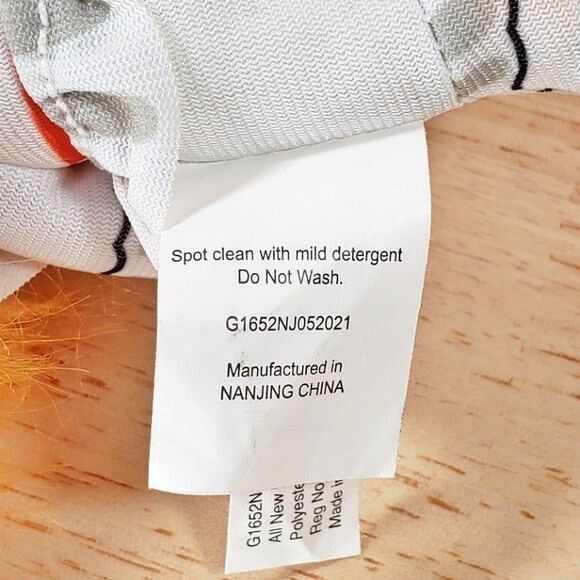 Spot clean with mild detergent
Do Not Wash.
G1652NJ052021
Manufactured in
NANJING CHINA
G1652N
All New
Polyeste
Reg No
Made in